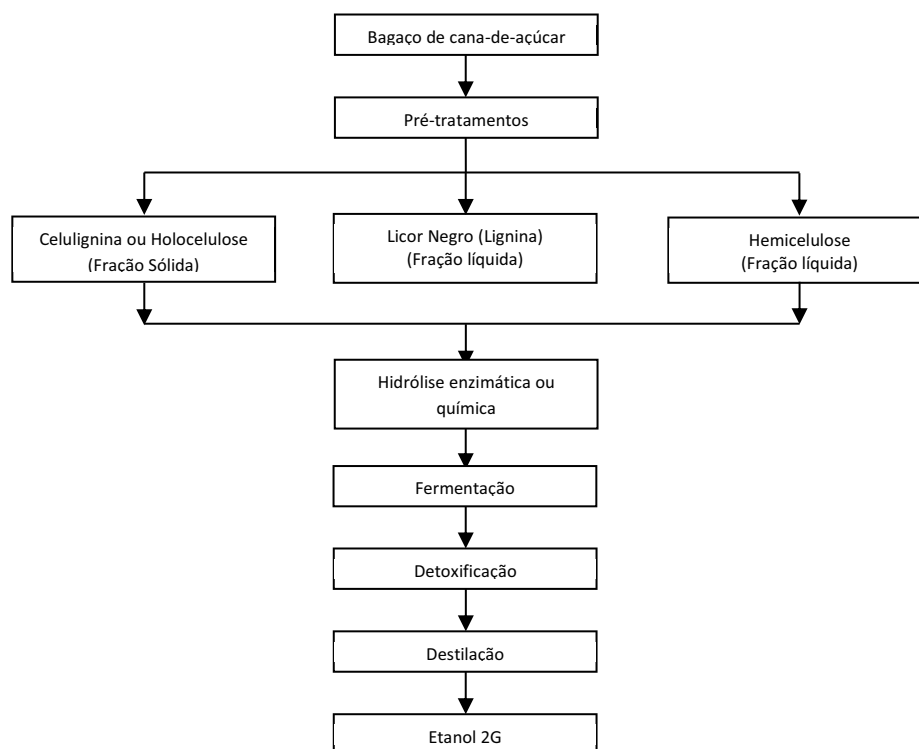 Bagaço de cana-de-açúcar
Pré-tratamentos
Celulignina ou Holocelulose
(Fração Sólida)
Licor Negro (Lignina)
(Fração líquida)
Hemicelulose
(Fração líquida)
Hidrólise enzimática ou
química
Fermentação
Detoxificação
Destilação
Etanol 2G